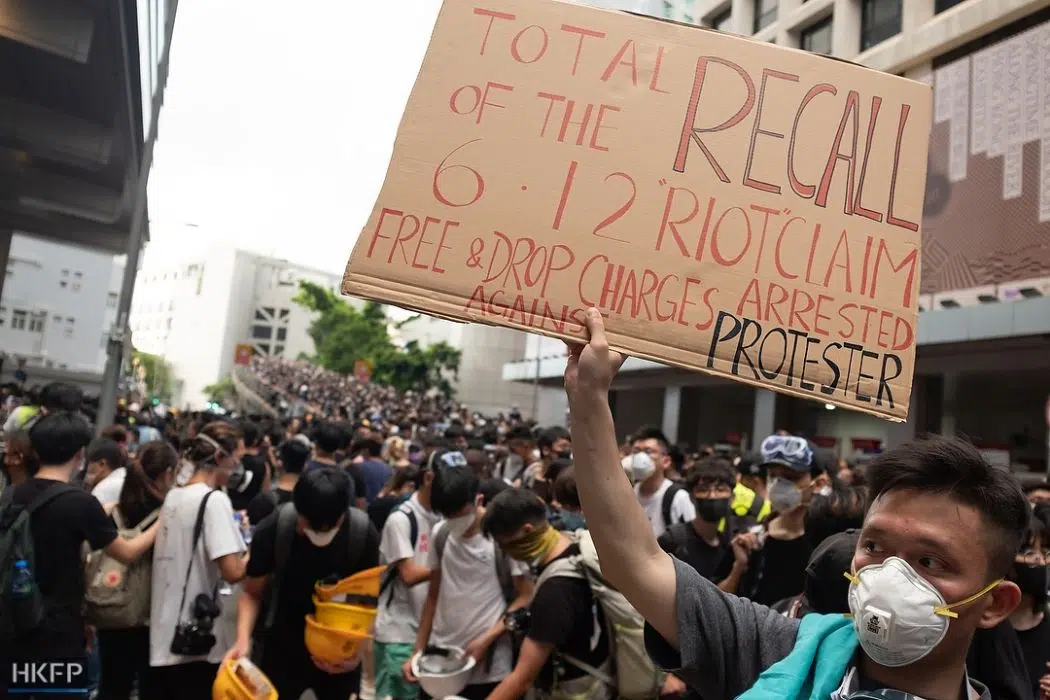 TOTAL RECALL
OF THE
6.12 "RIOT" CLAIM
FREE & DROP CHARGES ARRESTED
AGAINST PROTESTER
HKFP